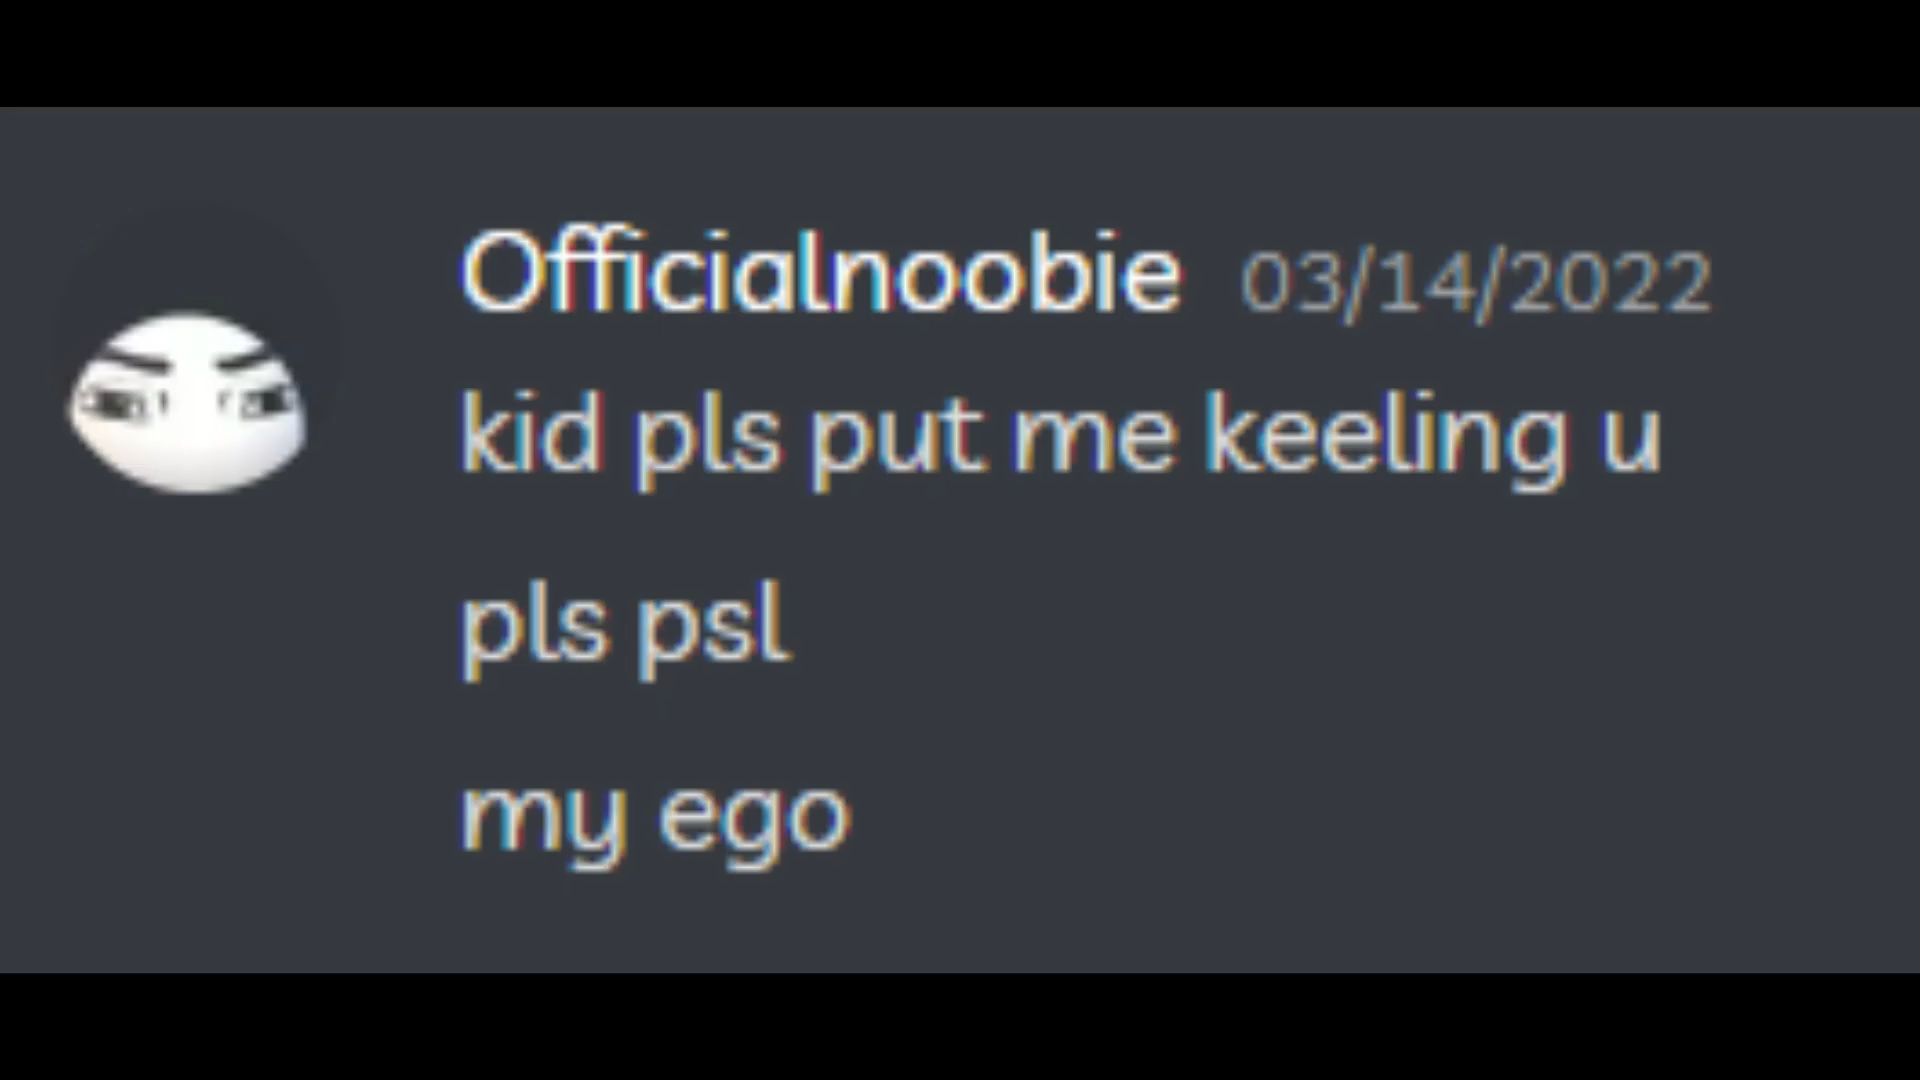 Officialnoobie 03/14/2022
kid pls put me keeling u
pls psl
my ego